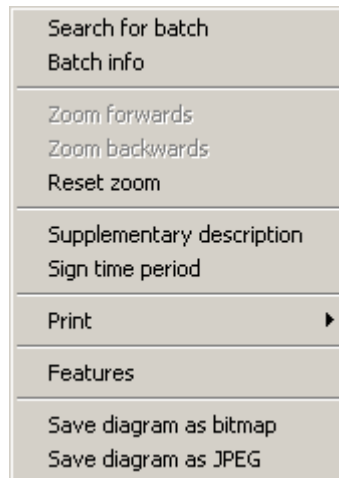 Search for batch
Batch info
Zoom forwards
Zoom backwards
Reset zoom
Supplementary description
Sign time period
Print
Features
Save diagram as bitmap
Save diagram as JPEG